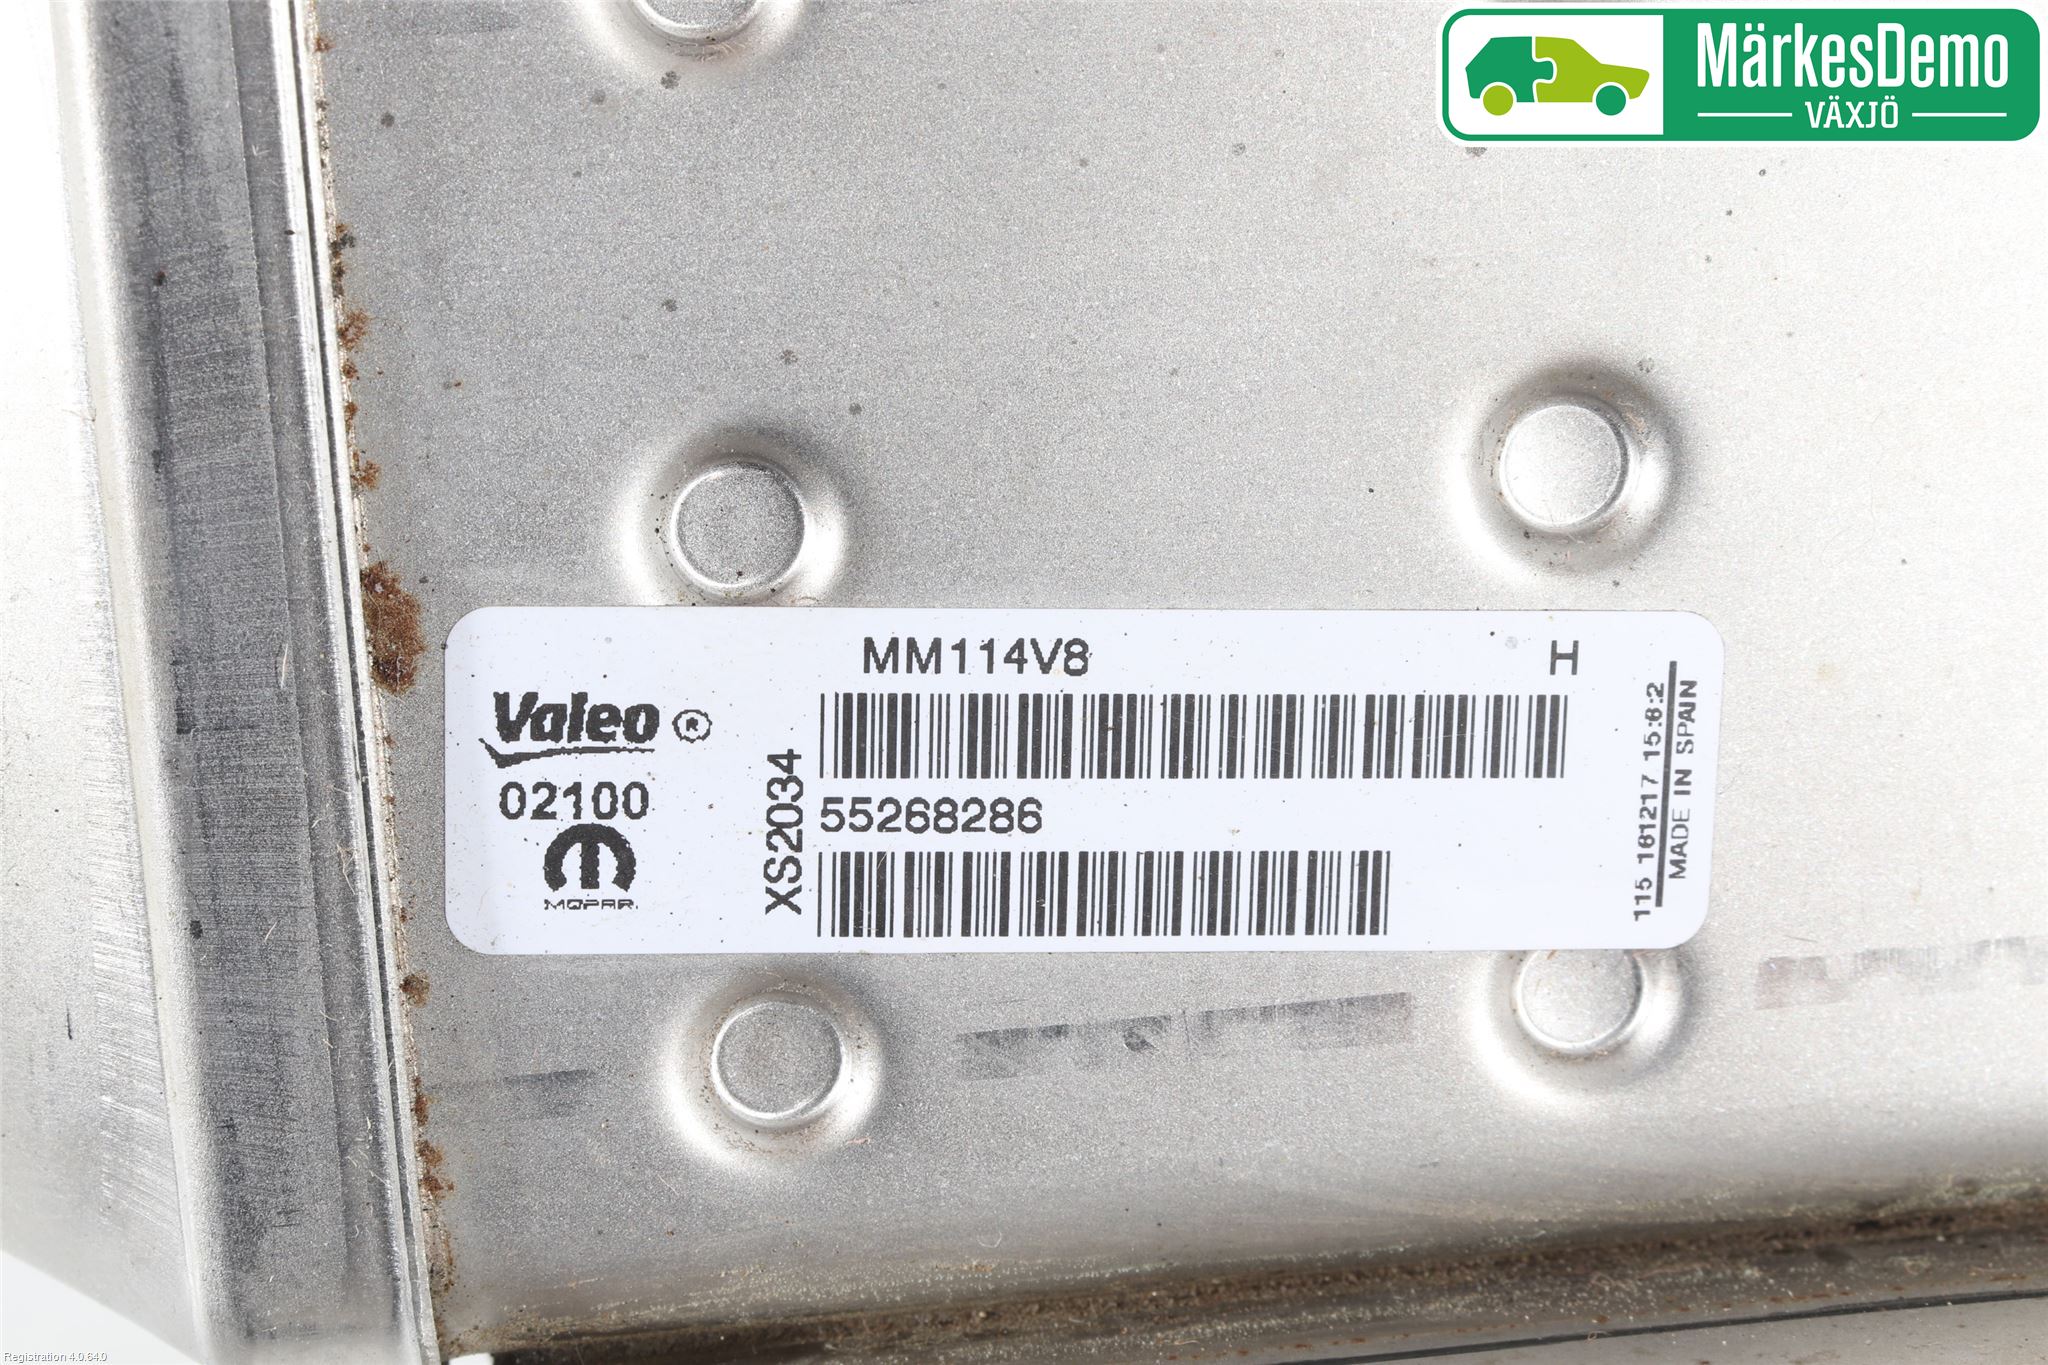 MärkesDemo
VÄXJÖ
MM114V8
H
Valeo ®
02100
MOPAR
XS2034
55268286
115 181217 15:6:2
MADE IN SPAIN
Registration 4.0.64.0